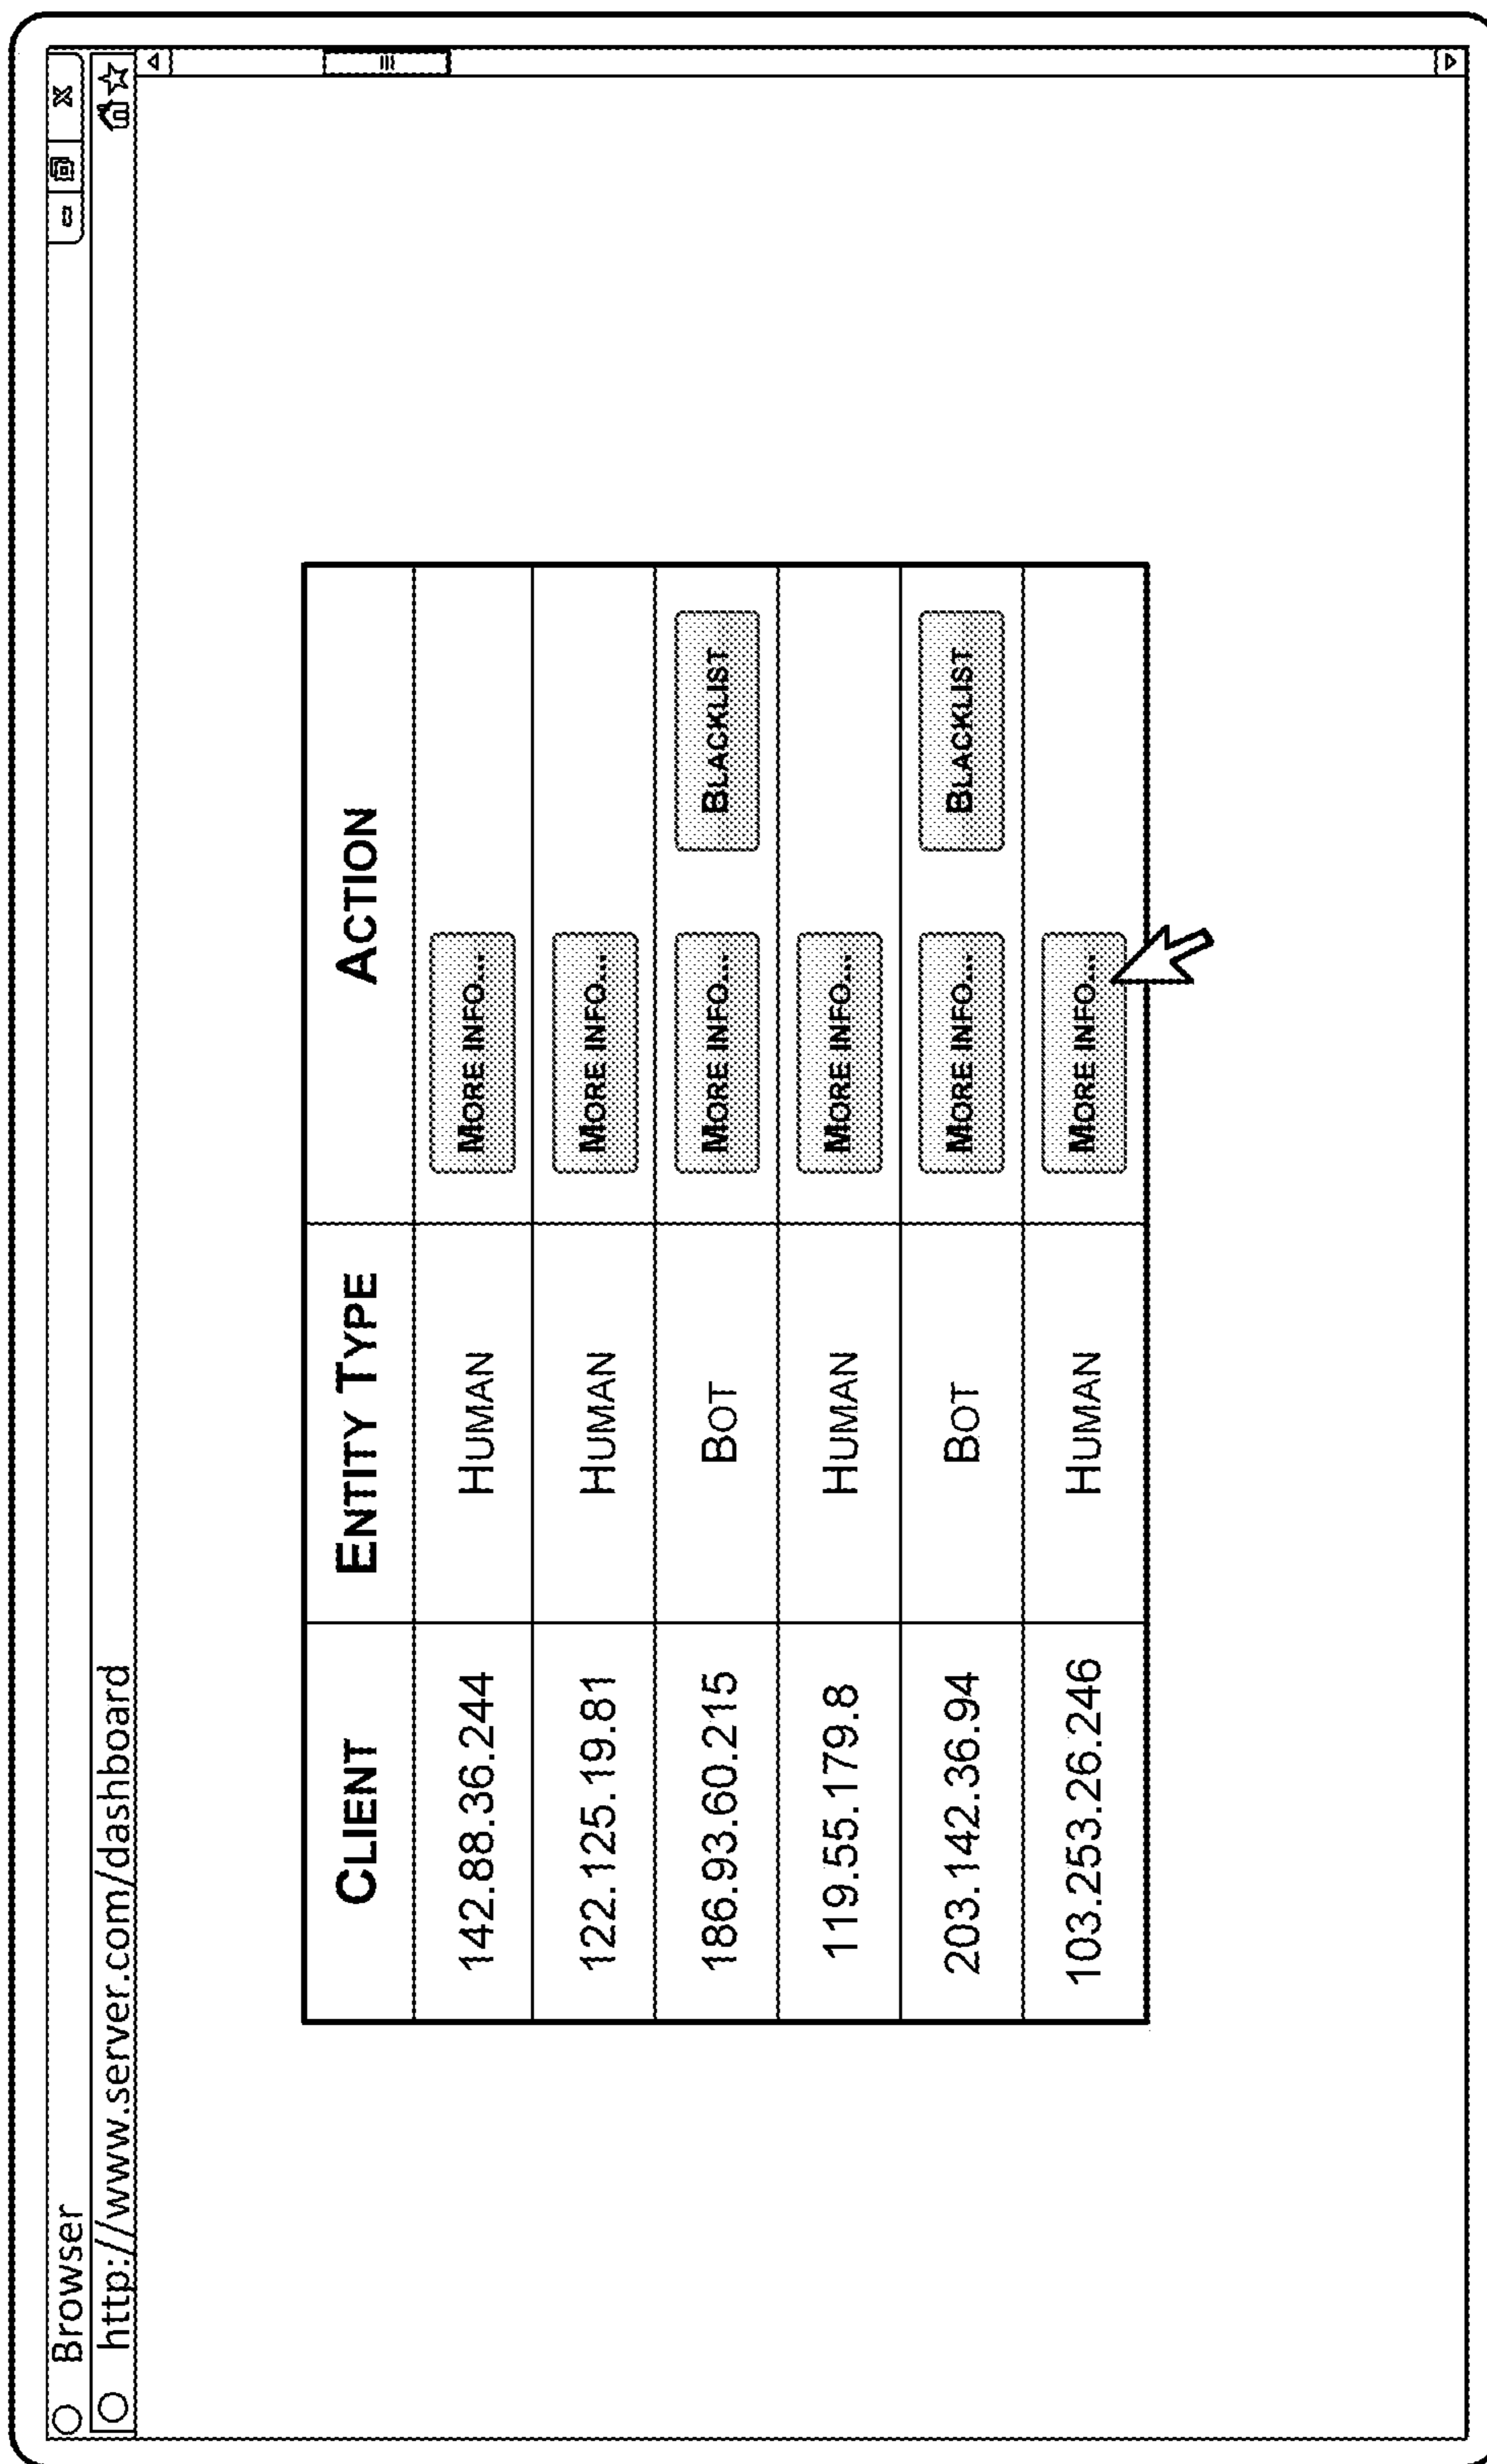 Browser
http://www.server.com/dashboard
CLIENT ENTITY TYPE ACTION
142.88.36.244 HUMAN MORE INFO...
122.125.19.81 HUMAN MORE INFO...
186.93.60.215 BOT MORE INFO... BLACKLIST
119.55.179.8 HUMAN MORE INFO...
203.142.36.94 BOT MORE INFO... BLACKLIST
103.253.26.246 HUMAN MORE INFO...